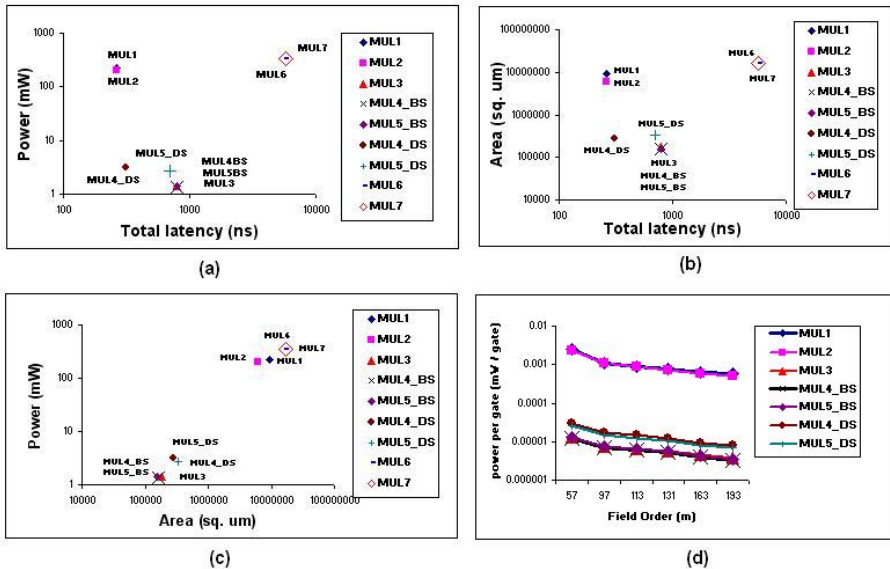 1000
100
10
1
Power (mW)
MUL1
MUL2
MUL7
MUL6
MUL5_DS
MUL4_DS
MUL4BS
MUL5BS
MUL3
100
1000
10000
Total latency (ns)
MUL1
MUL2
MUL3
MUL4_BS
MUL5_BS
MUL4_DS
MUL5_DS
MUL6
MUL7
(a)
100000000
10000000
1000000
100000
10000
Area (sq. um)
MUL1
MUL2
MUL6
MUL7
MUL5_DS
MUL4_DS
MUL3
MUL4_BS
MUL5_BS
100
1000
10000
Total latency (ns)
MUL1
MUL2
MUL3
MUL4_BS
MUL5_BS
MUL4_DS
MUL5_DS
MUL6
MUL7
(b)
1000
100
10
1
Power (mW)
MUL6
MUL7
MUL2
MUL1
MUL5_DS
MUL4_BS
MUL4_DS
MUL5_BS
MUL3
10000
100000
1000000
10000000
100000000
Area (sq. um)
MUL1
MUL2
MUL3
MUL4_BS
MUL5_BS
MUL4_DS
MUL5_DS
MUL6
MUL7
(c)
0.01
0.001
0.0001
0.00001
0.000001
power per gate (mW / gate)
57 97 113 131 163 193
Field Order (m)
MUL1
MUL2
MUL3
MUL4_BS
MUL5_BS
MUL4_DS
MUL5_DS
(d)